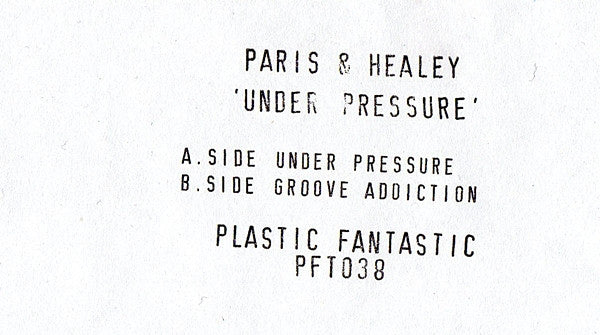 PARIS & HEALEY
'UNDER PRESSURE'
A.SIDE UNDER PRESSURE
B.SIDE GROOVE ADDICTION
PLASTIC FANTASTIC
PFT038